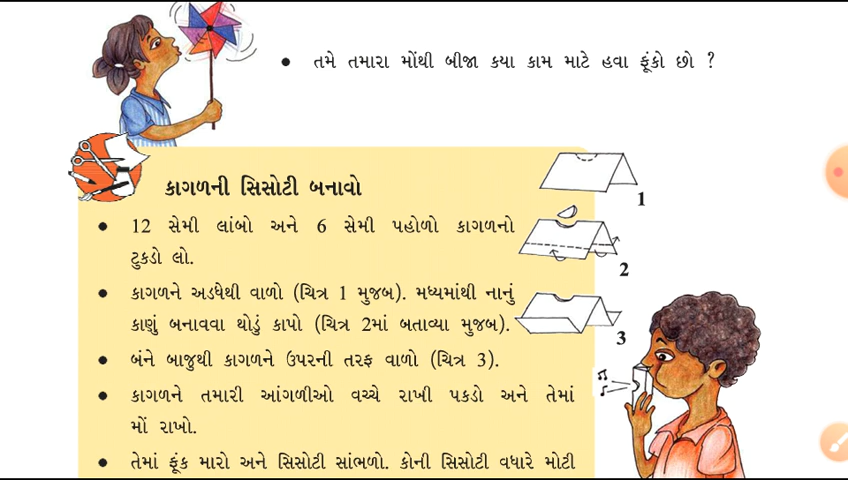 • તમે તમારા મોંથી બીજા કયા કામ માટે હવા ફૂંકો છો ?
કાગળની સિસોટી બનાવો
• 12 સેમી લાંબો અને 6 સેમી પહોળો કાગળનો
ટુકડો લો.
• કાગળને અડધેથી વાળો (ચિત્ર 1 મુજબ). મધ્યમાંથી નાનું
કાણું બનાવવા થોડું કાપો (ચિત્ર 2માં બતાવ્યા મુજબ).
• બંને બાજુથી કાગળને ઉપરની તરફ વાળો (ચિત્ર 3).
• કાગળને તમારી આંગળીઓ વચ્ચે રાખી પકડો અને તેમાં
મોં રાખો.
• તેમાં ફૂંક મારો અને સિસોટી સાંભળો. કોની સિસોટી વધારે મોટી
1
2
3